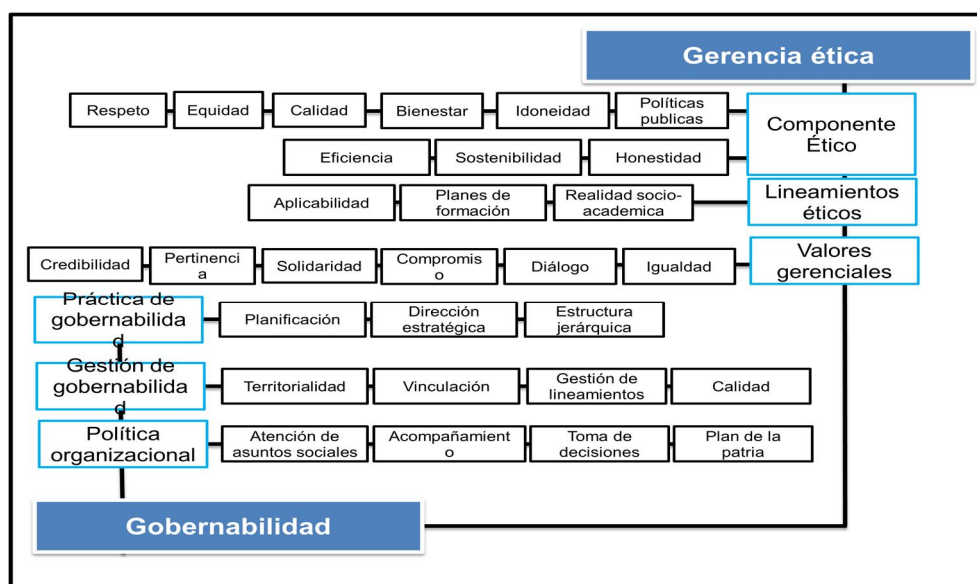 Gerencia ética
Respeto
Equidad
Calidad
Bienestar
Idoneidad
Políticas
publicas
Componente
Ético
Eficiencia
Sostenibilidad
Honestidad
Aplicabilidad
Planes de
formación
Realidad socio-
academica
Lineamientos
éticos
Credibilidad
Pertinenci
a
Solidaridad
Compromis
o
Diálogo
Igualdad
Valores
gerenciales
Práctica de
gobernabilida
d
Planificación
Dirección
estratégica
Estructura
jerárquica
Gestión de
gobernabilida
d
Territorialidad
Vinculación
Gestión de
lineamientos
Calidad
Política
organizacional
Atención de
asuntos sociales
Acompañamient
o
Toma de
decisiones
Plan de la
patria
Gobernabilidad